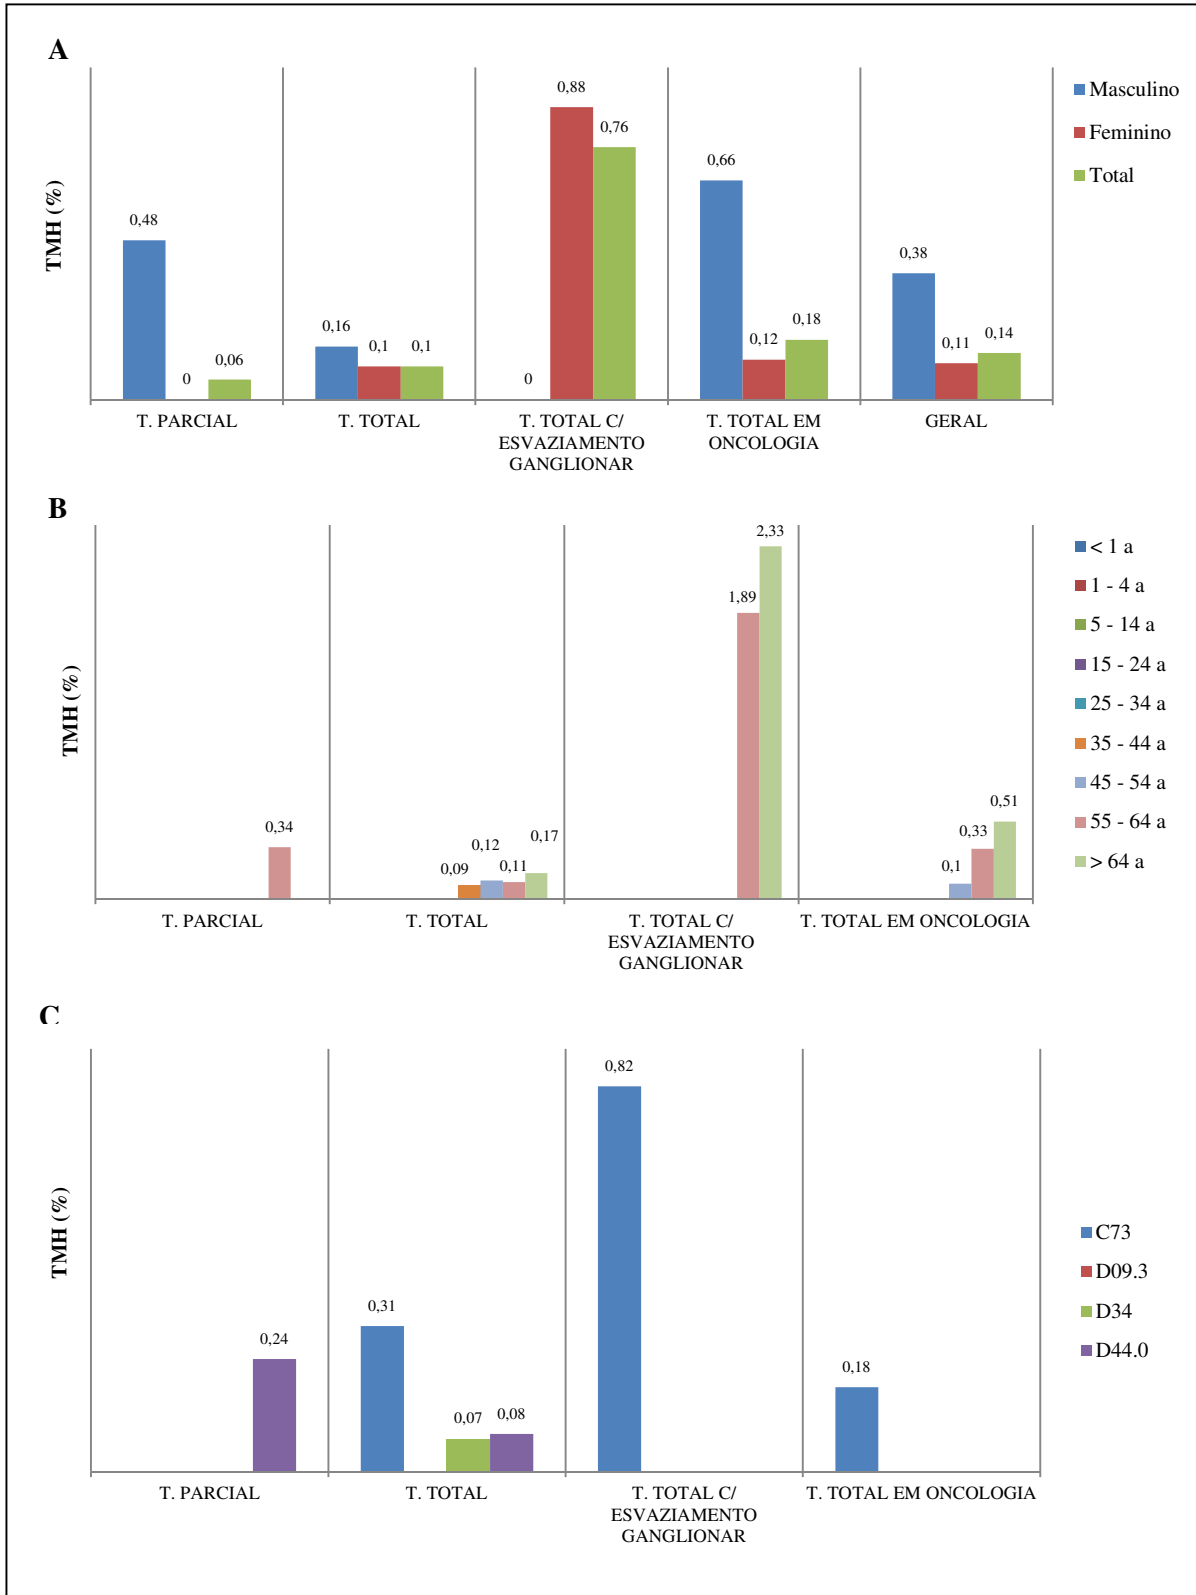 A
TMH (%)
0,48
0
0,06
0,16
0,1
0,1
0
0,88
0,76
0,66
0,12
0,18
0,38
0,11
0,14
T. PARCIAL
T. TOTAL
T. TOTAL C/
ESVAZIAMENTO
GANGLIONAR
T. TOTAL EM
ONCOLOGIA
GERAL
Masculino
Feminino
Total
B
TMH (%)
0,34
0,09
0,12
0,11
0,17
1,89
2,33
0,1
0,33
0,51
T. PARCIAL
T. TOTAL
T. TOTAL C/
ESVAZIAMENTO
GANGLIONAR
T. TOTAL EM ONCOLOGIA
< 1 a
1 - 4 a
5 - 14 a
15 - 24 a
25 - 34 a
35 - 44 a
45 - 54 a
55 - 64 a
> 64 a
C
TMH (%)
0,24
0,31
0,07
0,08
0,82
0,18
T. PARCIAL
T. TOTAL
T. TOTAL C/
ESVAZIAMENTO
GANGLIONAR
T. TOTAL EM ONCOLOGIA
C73
D09.3
D34
D44.0